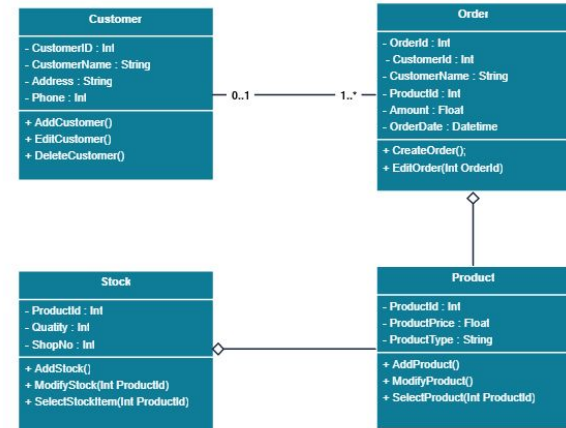 Customer
- CustomerID : Int
- CustomerName : String
- Address : String
- Phone : Int
+ AddCustomer()
+ EditCustomer()
+ DeleteCustomer()
0..1
1..*
Order
- OrderId : Int
- CustomerId : Int
- CustomerName : String
- ProductId : Int
- Amount : Float
- OrderDate : Datetime
+ CreateOrder();
+ EditOrder(Int OrderId)
Stock
- ProductId : Int
- Quatity : Int
- ShopNo : Int
+ AddStock()
+ ModifyStock(Int ProductId)
+ SelectStockItem(Int ProductId)
Product
- ProductId : Int
- ProductPrice : Float
- ProductType : String
+ AddProduct()
+ ModifyProduct()
+ SelectProduct(Int ProductId)